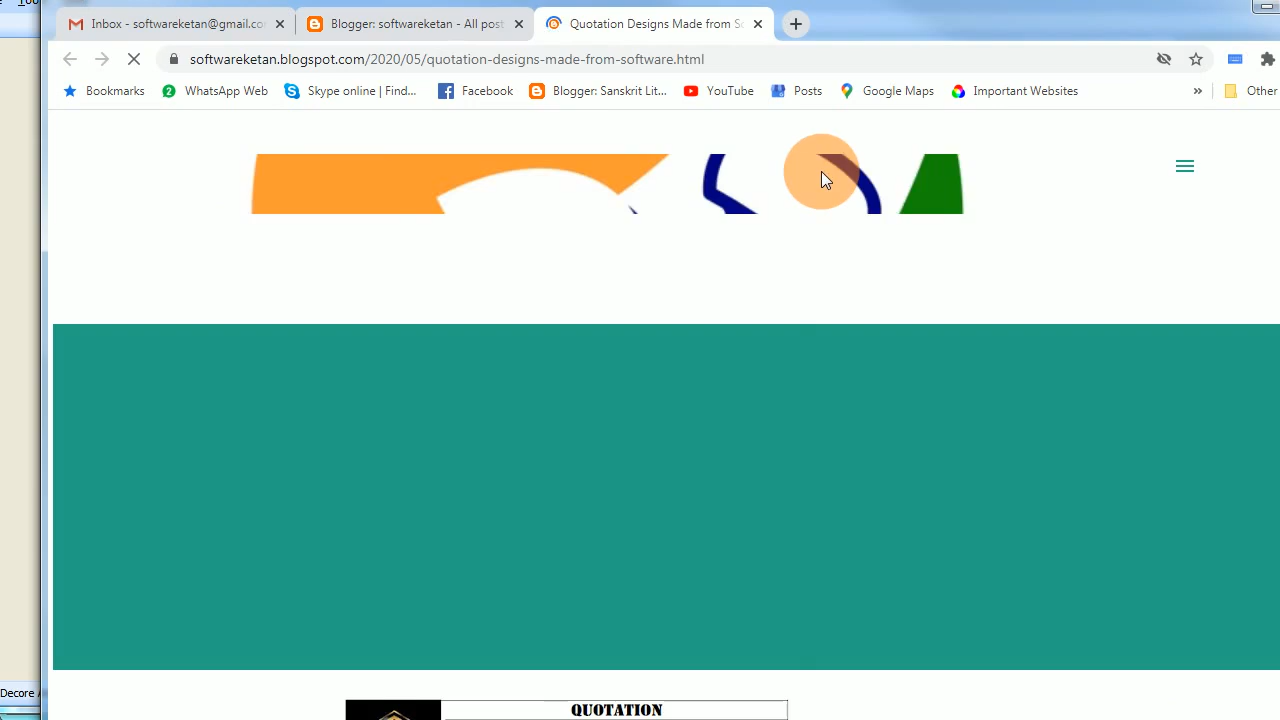 Inbox - softwareketan@gmail.co
Blogger: softwareketan - All post
Quotation Designs Made from So
softwareketan.blogspot.com/2020/05/quotation-designs-made-from-software.html
Bookmarks
WhatsApp Web
Skype online | Find...
Facebook
Blogger: Sanskrit Lit...
YouTube
Posts
Google Maps
Important Websites
»
Other
Decore
QUOTATION